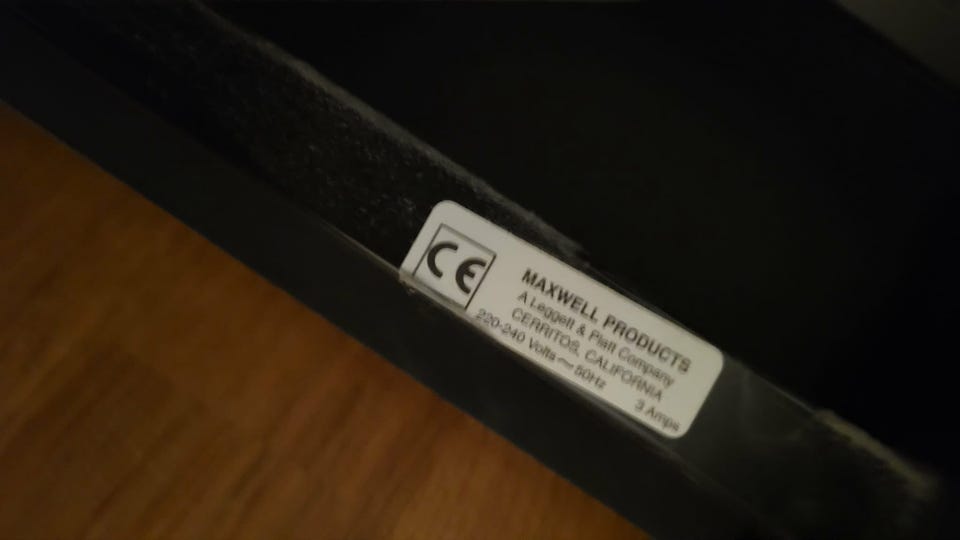 CE
MAXWELL PRODUCTS
A Leggett & Platt Company
CERRITOS, CALIFORNIA
220-240 Volts ~ 50Hz 3 Amps